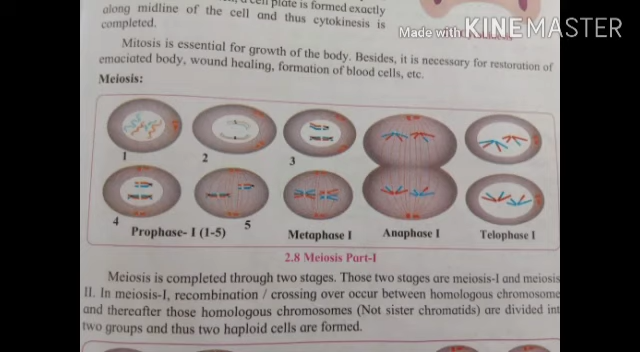 cell plate is formed exactly
along midline of the cell and thus cytokinesis is
completed.
Made with KINEMASTER
Mitosis is essential for growth of the body. Besides, it is necessary for restoration of
emaciated body, wound healing, formation of blood cells, etc.
Meiosis:
1 2 3
4 5
Prophase- I (1-5) Metaphase I Anaphase I Telophase I
2.8 Meiosis Part-I
Meiosis is completed through two stages. Those two stages are meiosis-I and meiosis
II. In meiosis-I, recombination / crossing over occur between homologous chromosome
and thereafter those homologous chromosomes (Not sister chromatids) are divided int
two groups and thus two haploid cells are formed.